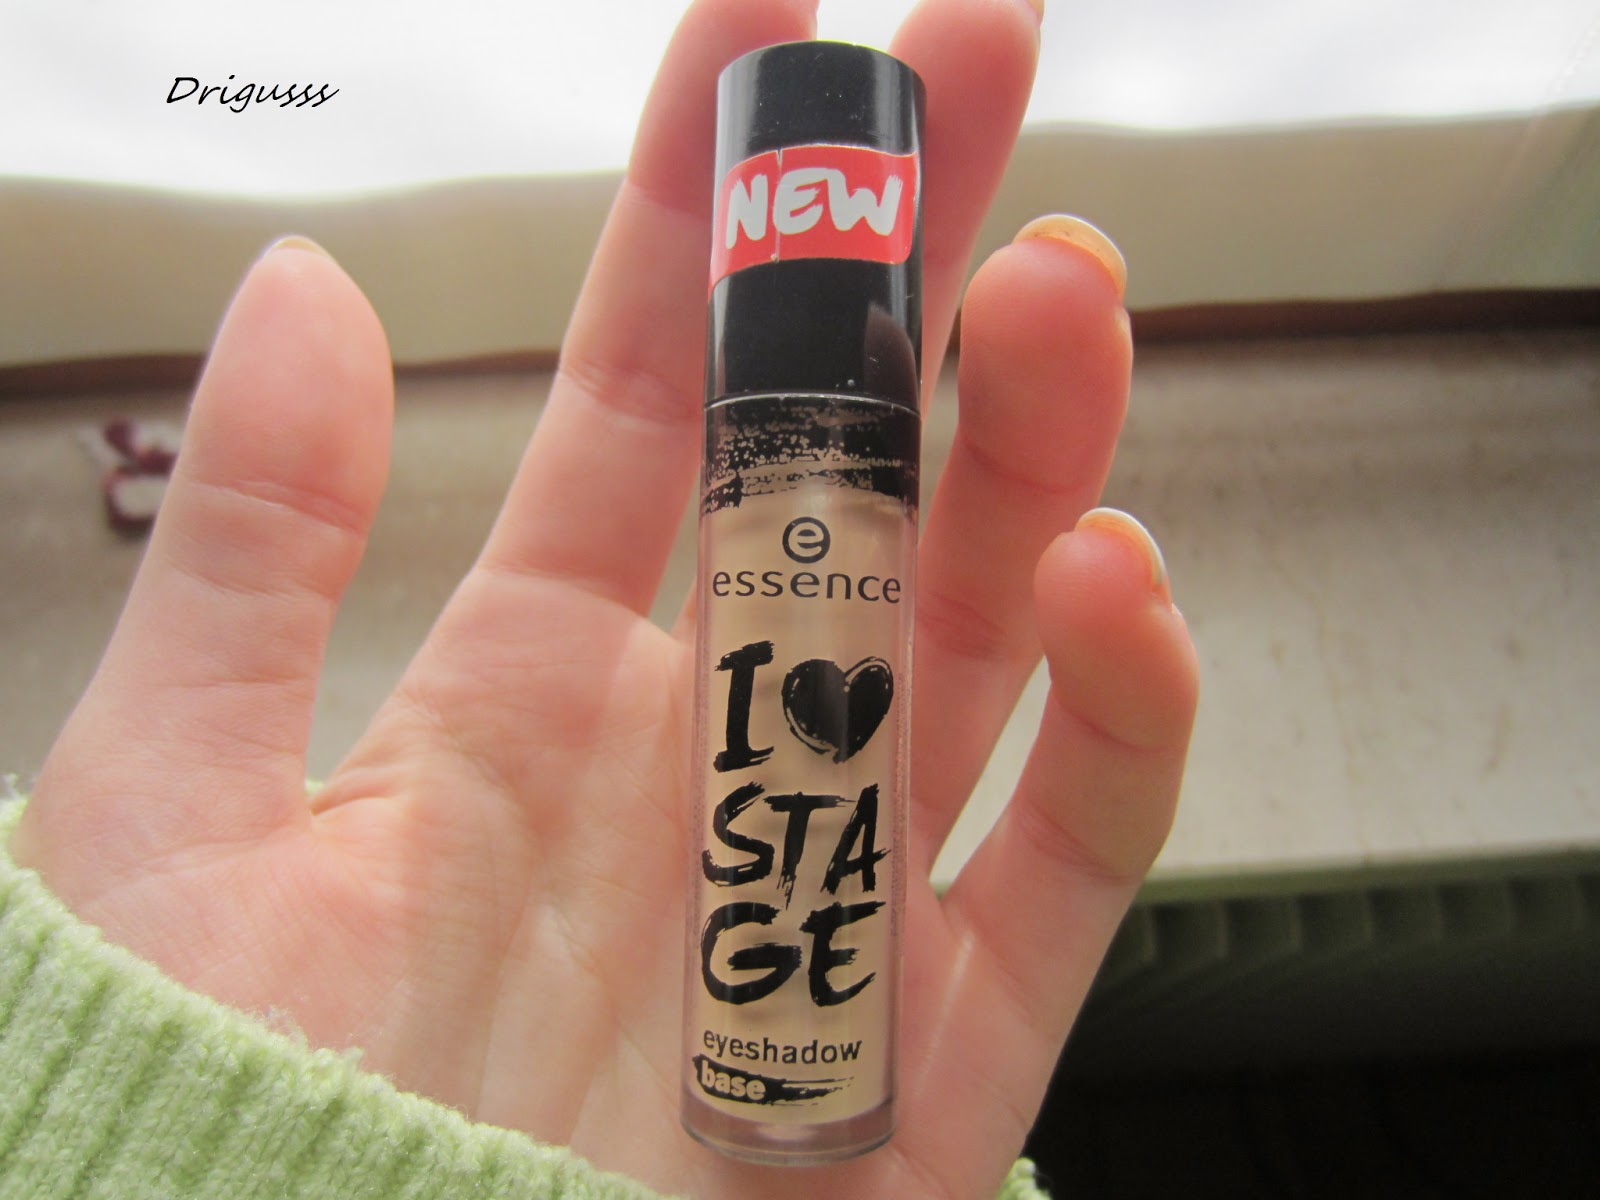 Drigusss
NEW
e
essence
I ♥
STA
GE
eyeshadow
base